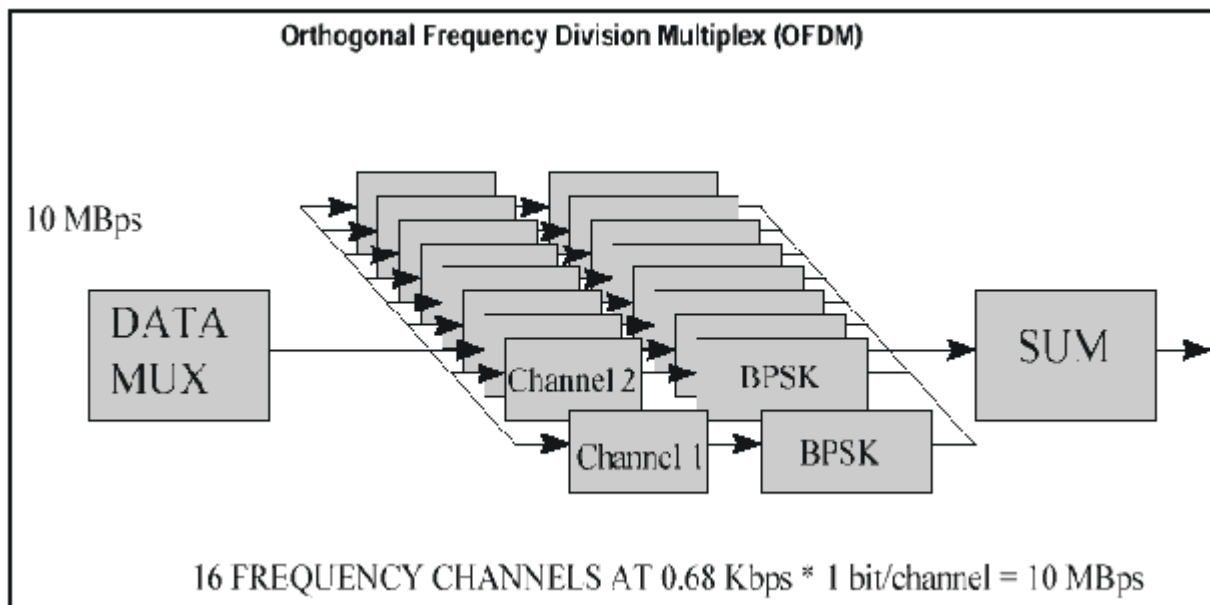 Orthogonal Frequency Division Multiplex (OFDM)
10 MBps
DATA
MUX
Channel 2
BPSK
Channel 1
BPSK
SUM
16 FREQUENCY CHANNELS AT 0.68 Kbps * 1 bit/channel = 10 MBps